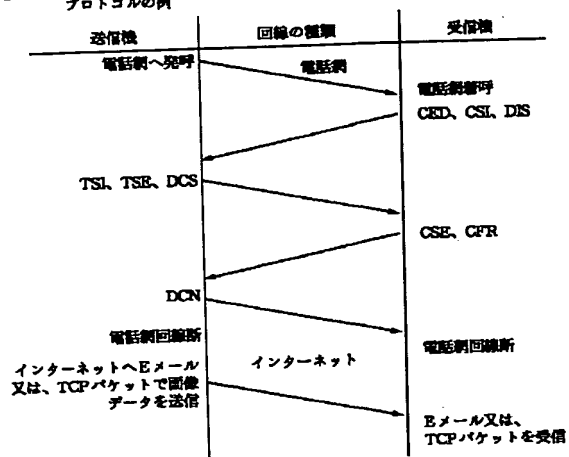 プロトコルの例
送信機
回線の種類
受信機
電話網へ発呼
電話網
電話網着呼
CED、CSI、DIS
TSI、TSE、DCS
CSE、CFR
DCN
電話網回線断
電話網回線断
インターネットへEメール
又は、TCPパケットで画像
データを送信
インターネット
Eメール又は、
TCPパケットを受信